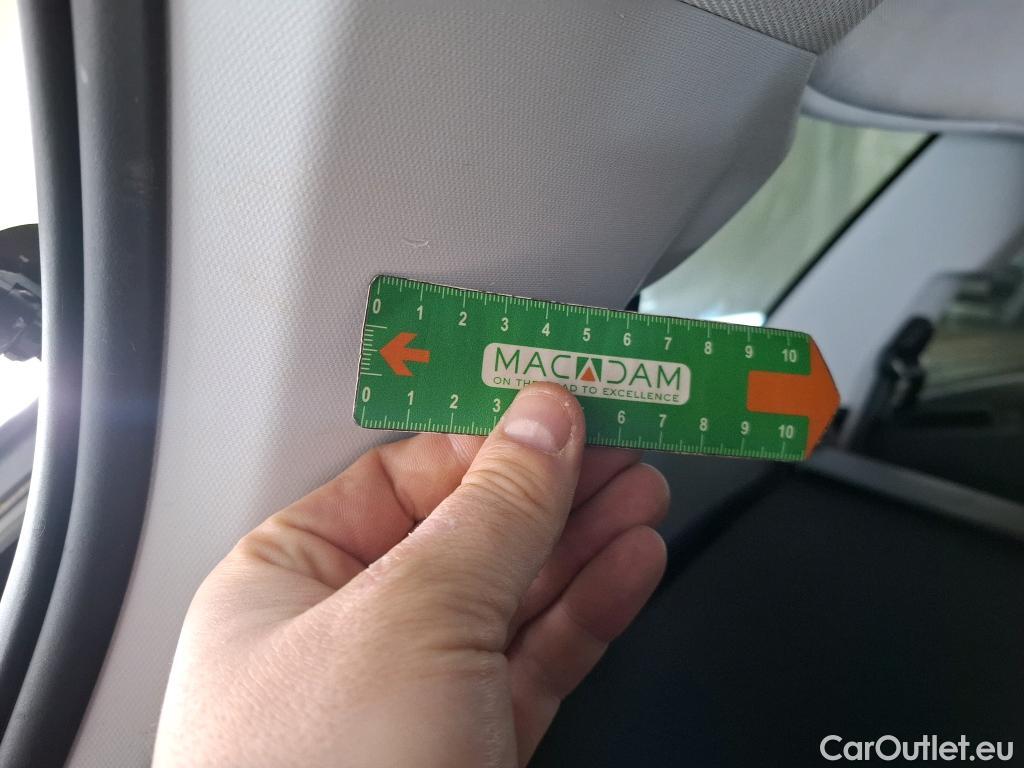 0 1 2 3 4 5 6 7 8 9 10
MACADAM
ON THE ROAD TO EXCELLENCE
0 1 2 3 6 7 8 9 10
CarOutlet.eu